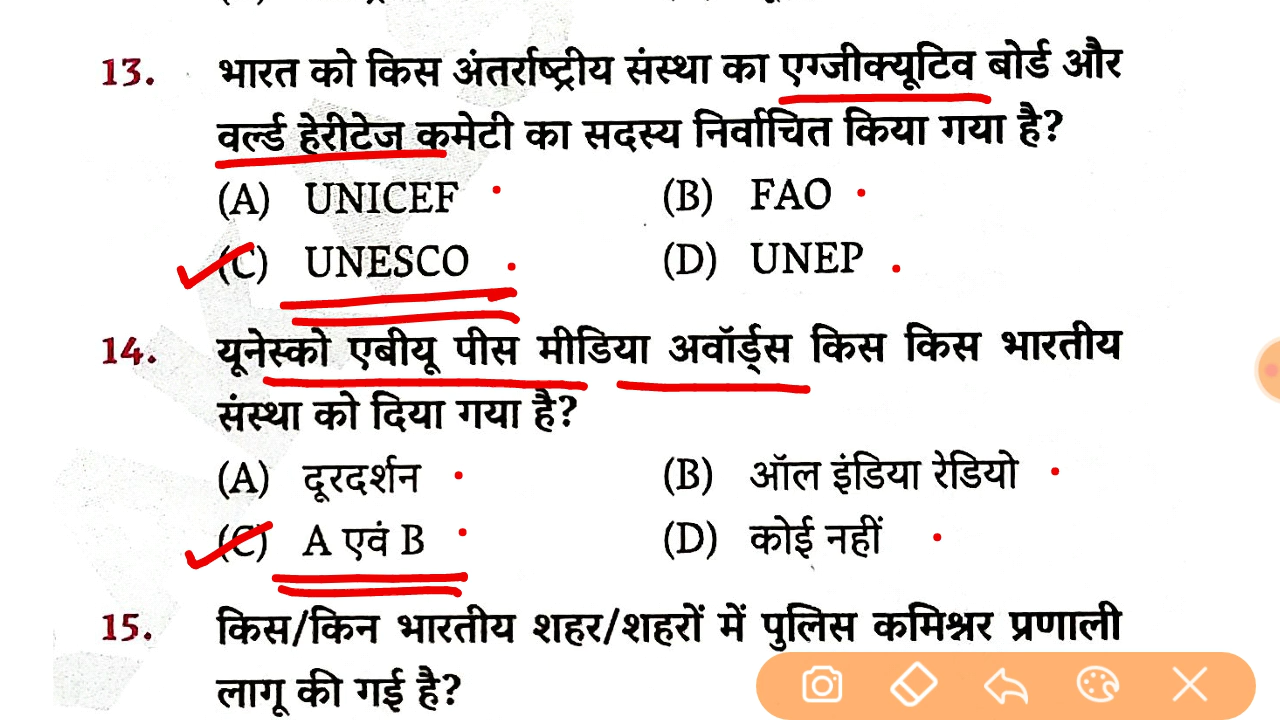 13. भारत को किस अंतर्राष्ट्रीय संस्था का एग्जीक्यूटिव बोर्ड और
वर्ल्ड हेरीटेज कमेटी का सदस्य निर्वाचित किया गया है?
(A) UNICEF (B) FAO
(C) UNESCO (D) UNEP
14. यूनेस्को एबीयू पीस मीडिया अवॉर्ड्स किस किस भारतीय
संस्था को दिया गया है?
(A) दूरदर्शन (B) ऑल इंडिया रेडियो
(C) A एवं B (D) कोई नहीं
15. किस/किन भारतीय शहर/शहरों में पुलिस कमिश्नर प्रणाली
लागू की गई है?